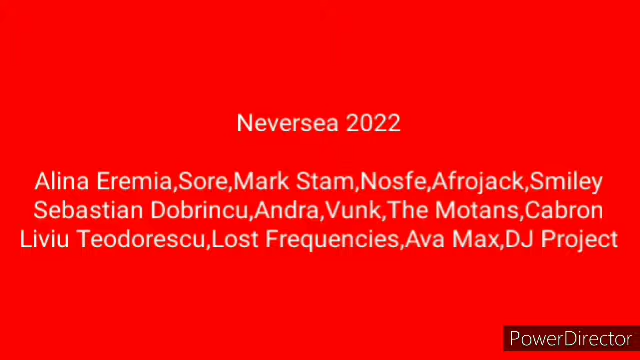 Neversea 2022
Alina Eremia,Sore,Mark Stam,Nosfe,Afrojack,Smiley
Sebastian Dobrincu,Andra,Vunk,The Motans,Cabron
Liviu Teodorescu,Lost Frequencies,Ava Max,DJ Project
PowerDirector